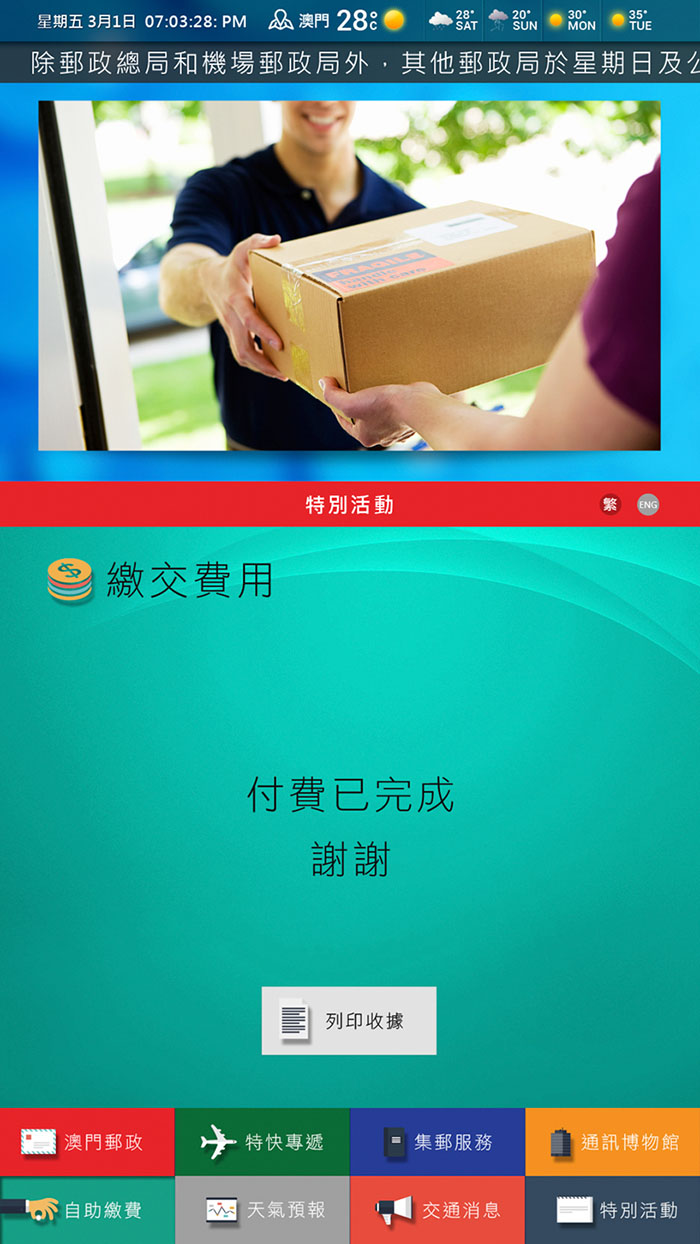 星期五 3月1日 07:03:28: PM
澳門 28°C
28° SAT
20° SUN
30° MON
35° TUE
除郵政總局和機場郵政局外，其他郵政局於星期日及公
FRAGILE
handle
with care
特別活動
繁 ENG
繳交費用
付費已完成
謝謝
列印收據
澳門郵政
特快專遞
集郵服務
通訊博物館
自助繳費
天氣預報
交通消息
特別活動